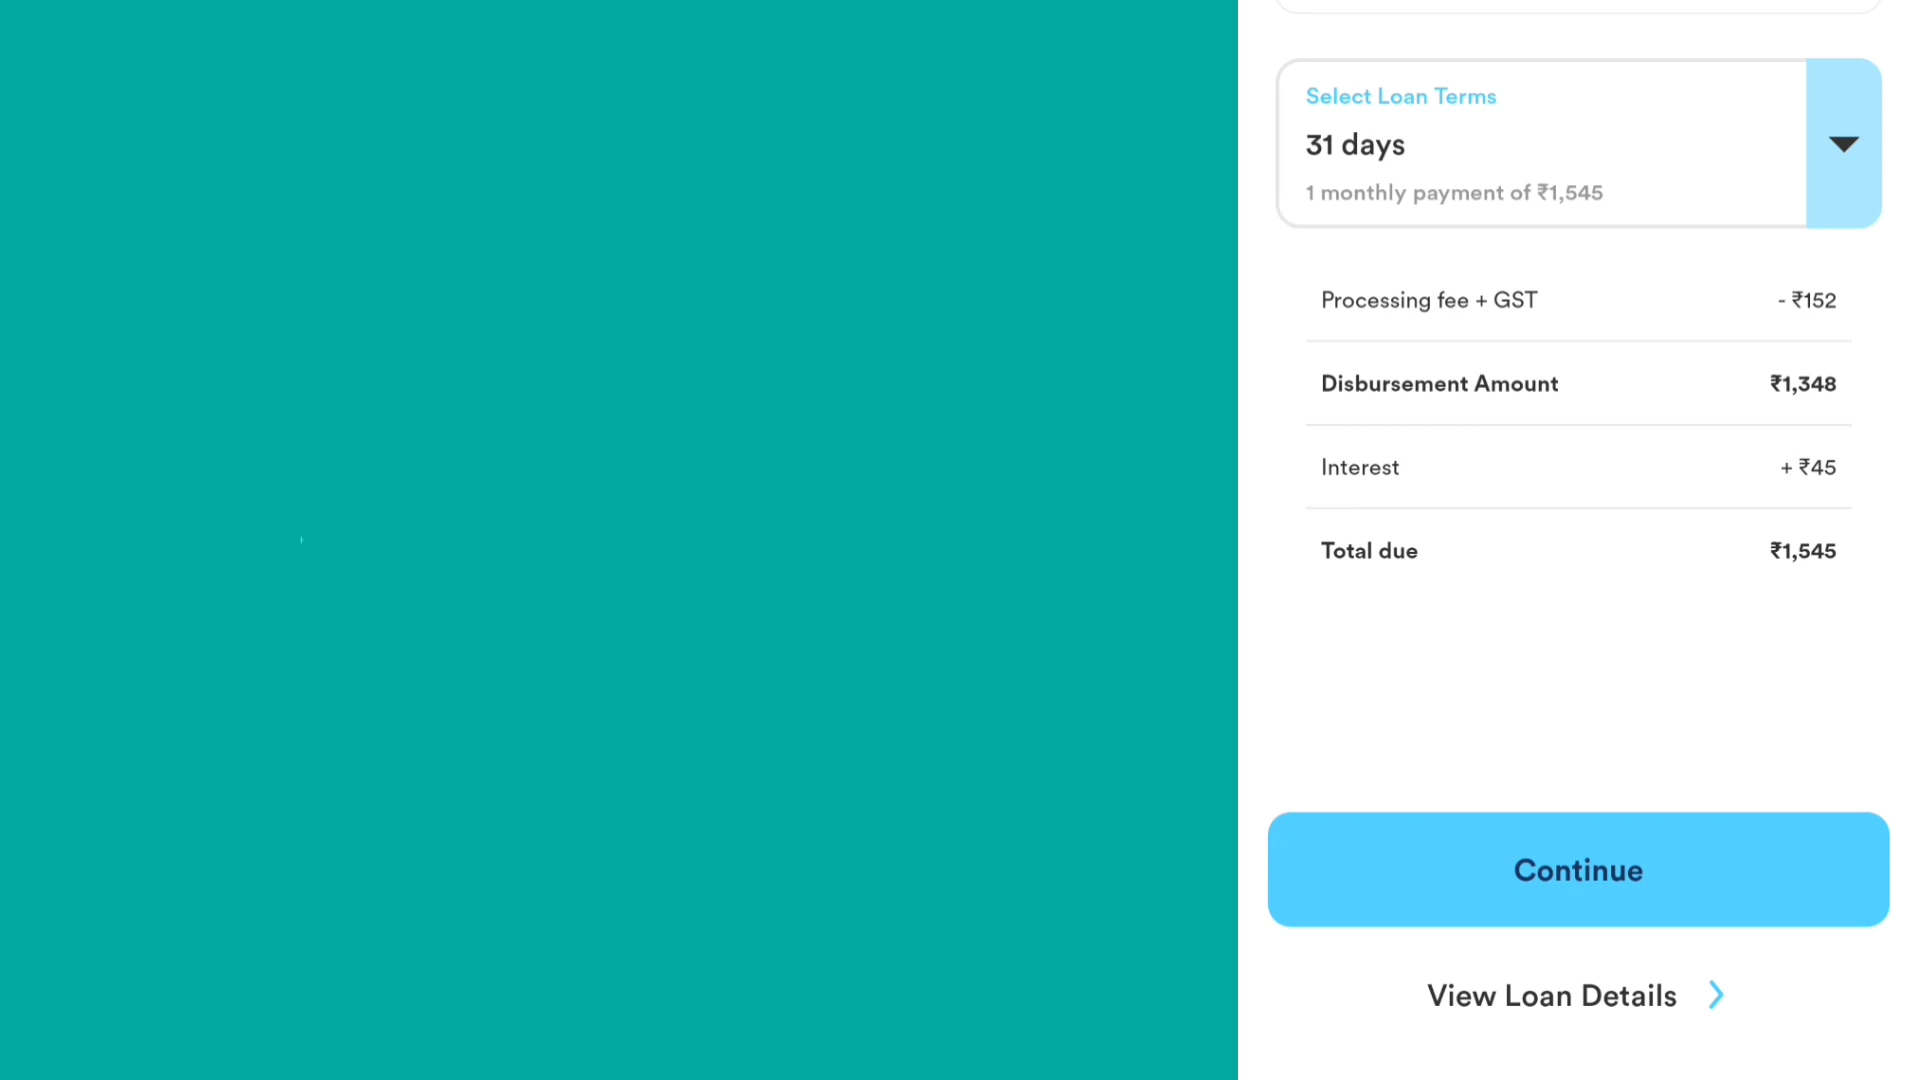 Select Loan Terms
31 days
1 monthly payment of ₹1,545
Processing fee + GST - ₹152
Disbursement Amount ₹1,348
Interest + ₹45
Total due ₹1,545
Continue
View Loan Details